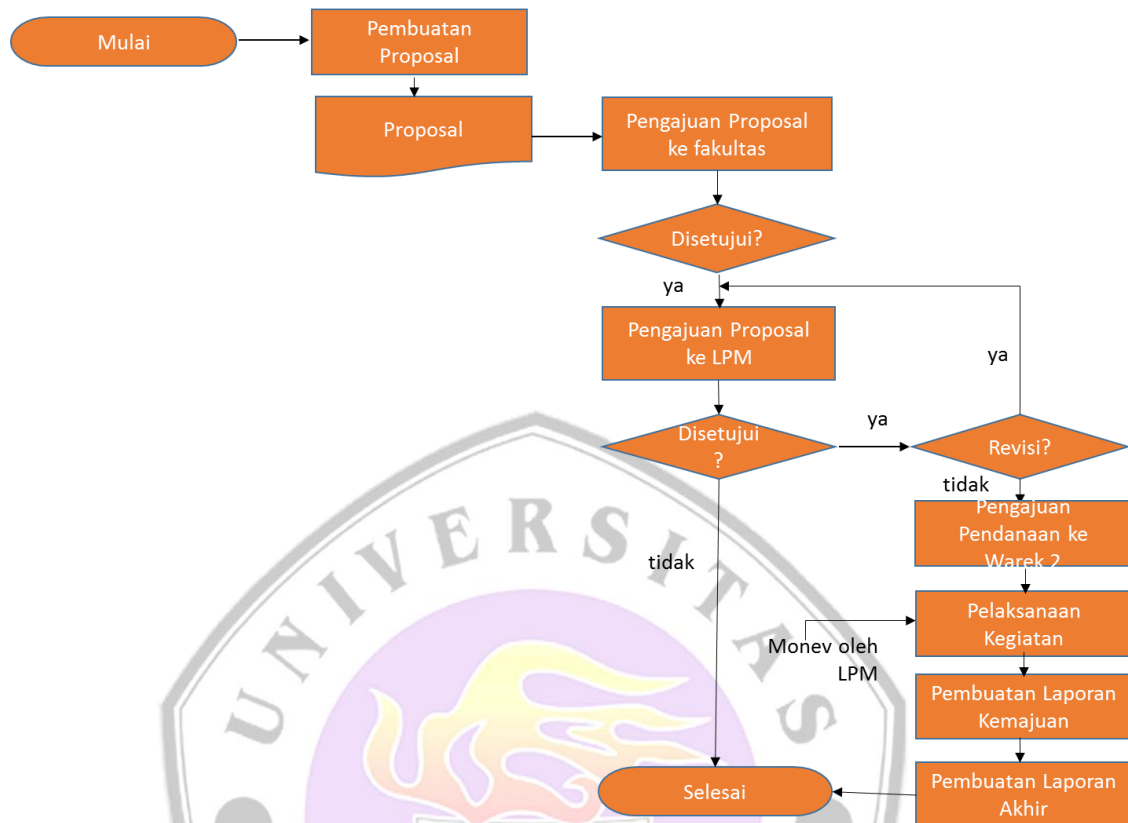 Mulai
Pembuatan
Proposal
Proposal
Pengajuan Proposal
ke fakultas
Disetujui?
ya
Pengajuan Proposal
ke LPM
ya
Disetujui
?
ya
Revisi?
tidak
Pengajuan
Pendanaan ke
Warek 2
tidak
Pelaksanaan
Kegiatan
Monev oleh
LPM
Pembuatan Laporan
Kemajuan
Pembuatan Laporan
Akhir
Selesai
UNIVERSITAS